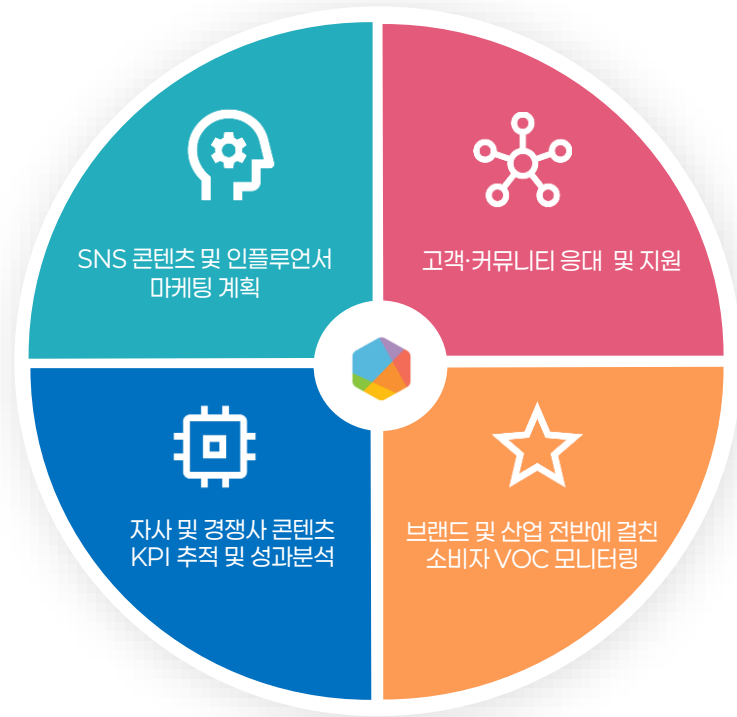 SNS 콘텐츠 및 인플루언서
마케팅 계획
고객·커뮤니티 응대 및 지원
자사 및 경쟁사 콘텐츠
KPI 추적 및 성과분석
브랜드 및 산업 전반에 걸친
소비자 VOC 모니터링